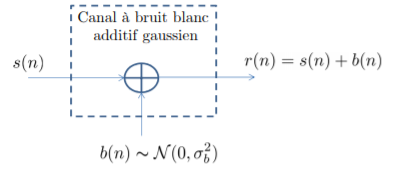 Canal à bruit blanc
additif gaussien
s(n)
r(n) = s(n) + b(n)
b(n) ~ 𝒩(0, σ_b^2)